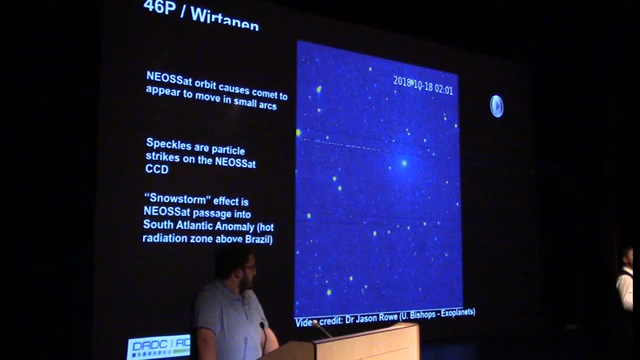 46P / Wirtanen
NEOSSat orbit causes comet to
appear to move in small arcs
Speckles are particle
strikes on the NEOSSat
CCD
“Snowstorm” effect is
NEOSSat passage into
South Atlantic Anomaly (hot
radiation zone above Brazil)
2018-10-18 02:01
Video credit: Dr Jason Rowe (U. Bishops - Exoplanets)
DRDC